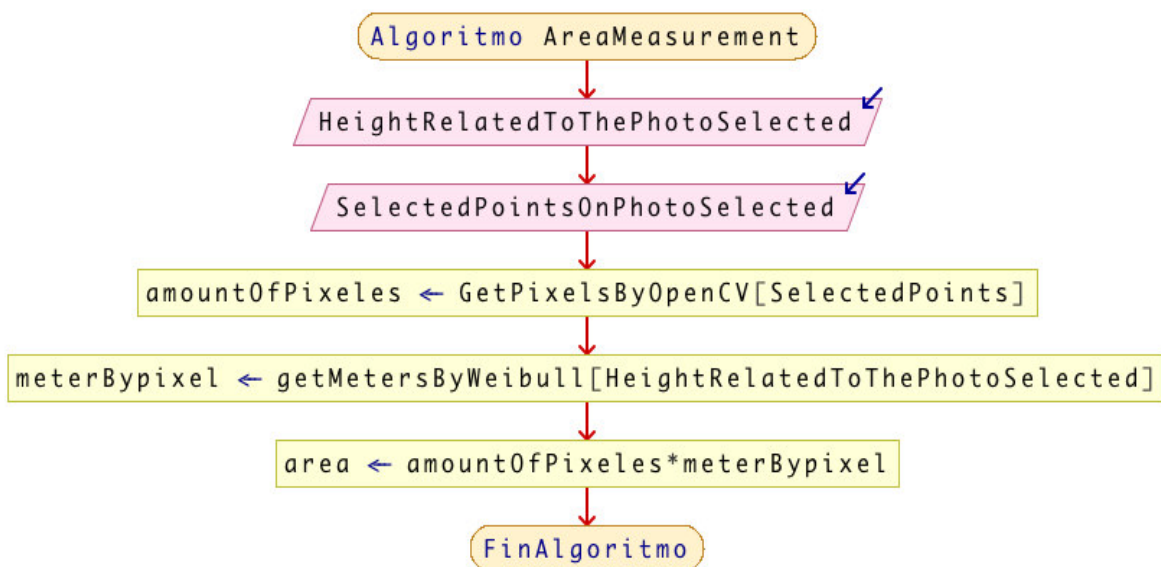 Algoritmo AreaMeasurement
HeightRelatedToThePhotoSelected
SelectedPointsOnPhotoSelected
amountOfPixeles ← GetPixelsByOpenCV[SelectedPoints]
meterBypixel ← getMetersByWeibull[HeightRelatedToThePhotoSelected]
area ← amountOfPixeles*meterBypixel
FinAlgoritmo